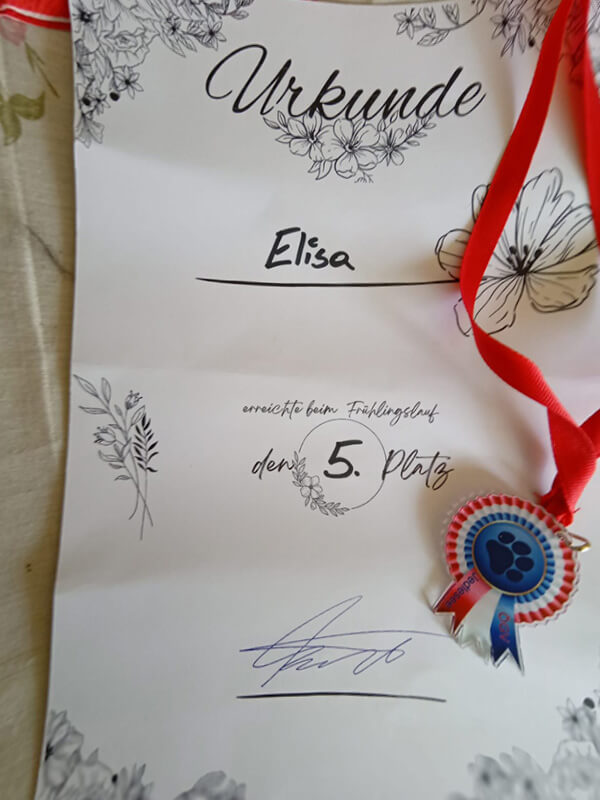 Urkunde
Elisa
erreichte beim Frühlingslauf
den 5. Platz